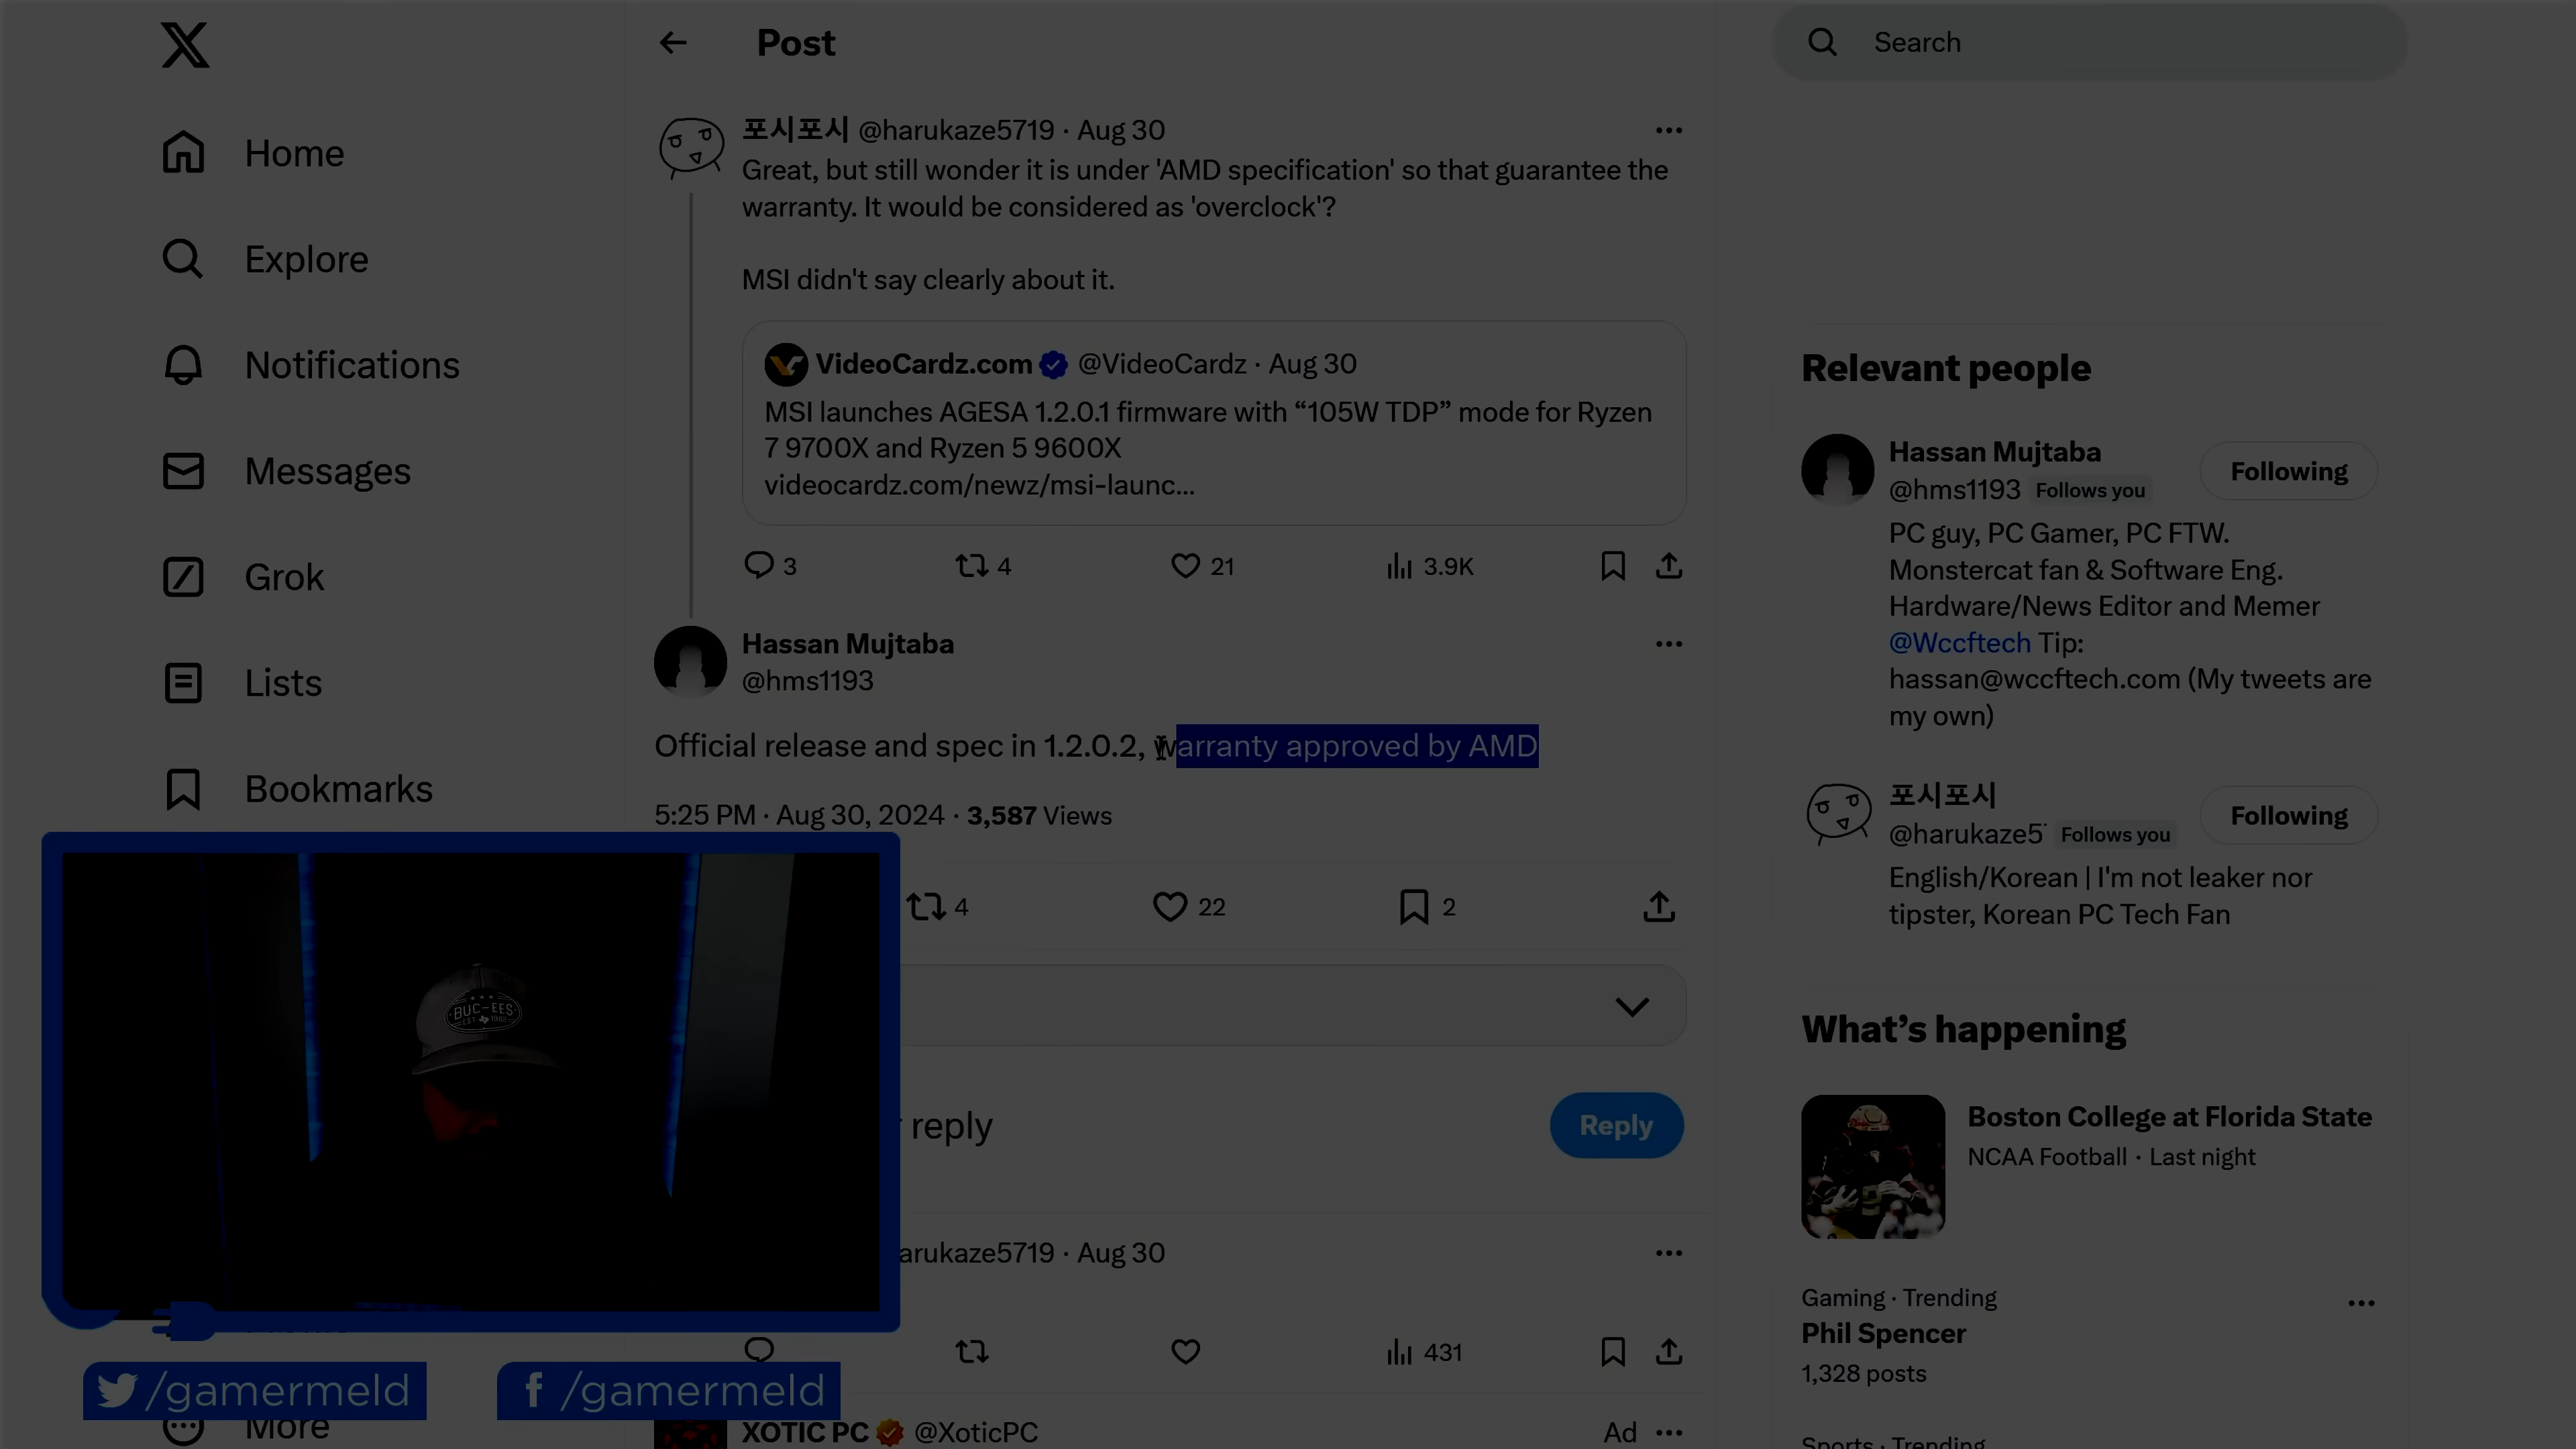 Home
Explore
Notifications
Messages
Grok
Lists
Bookmarks
More
Post
포시포시 @harukaze5719 · Aug 30
Great, but still wonder it is under 'AMD specification' so that guarantee the
warranty. It would be considered as 'overclock'?
MSI didn't say clearly about it.
VideoCardz.com @VideoCardz · Aug 30
MSI launches AGESA 1.2.0.1 firmware with “105W TDP” mode for Ryzen
7 9700X and Ryzen 5 9600X
videocardz.com/newz/msi-launc...
3 4 21 3.9K
Hassan Mujtaba
@hms1193
Official release and spec in 1.2.0.2, warranty approved by AMD
5:25 PM · Aug 30, 2024 · 3,587 Views
4 22 2
reply
Reply
arukaze5719 · Aug 30
431
XOTIC PC @XoticPC Ad
BUC-EES
EST 1982
/gamermeld
/gamermeld
Search
Relevant people
Hassan Mujtaba
@hms1193 Follows you
Following
PC guy, PC Gamer, PC FTW.
Monstercat fan & Software Eng.
Hardware/News Editor and Memer
@Wccftech Tip:
hassan@wccftech.com (My tweets are
my own)
포시포시
@harukaze5 Follows you
Following
English/Korean | I'm not leaker nor
tipster, Korean PC Tech Fan
What’s happening
Boston College at Florida State
NCAA Football · Last night
Gaming · Trending
Phil Spencer
1,328 posts
Sports · Trending